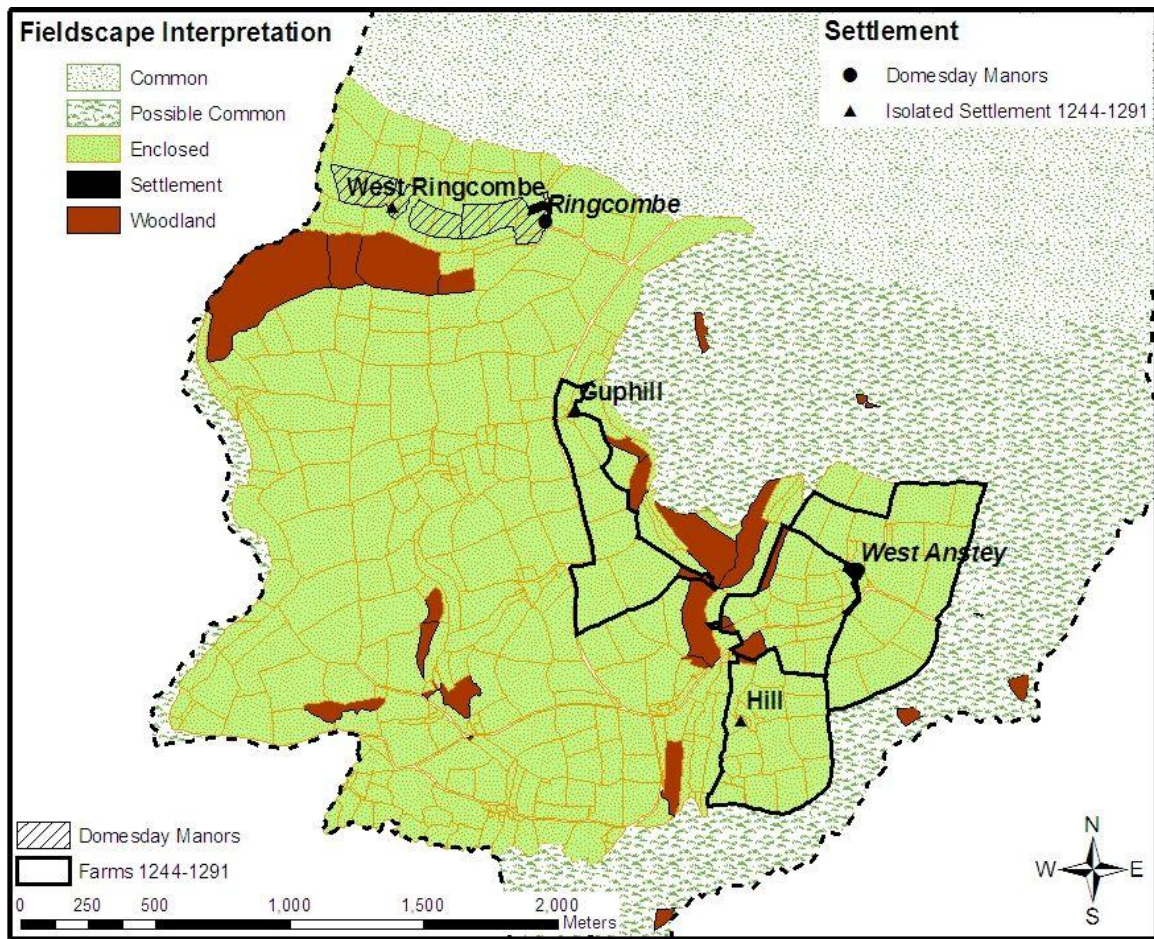 Fieldscape Interpretation
Common
Possible Common
Enclosed
Settlement
Woodland
Settlement
Domesday Manors
Isolated Settlement 1244-1291
West Ringcombe
Ringcombe
Guphill
West Anstey
Hill
Domesday Manors
Farms 1244-1291
0 250 500 1,000 1,500 2,000
Meters
N
W E
S